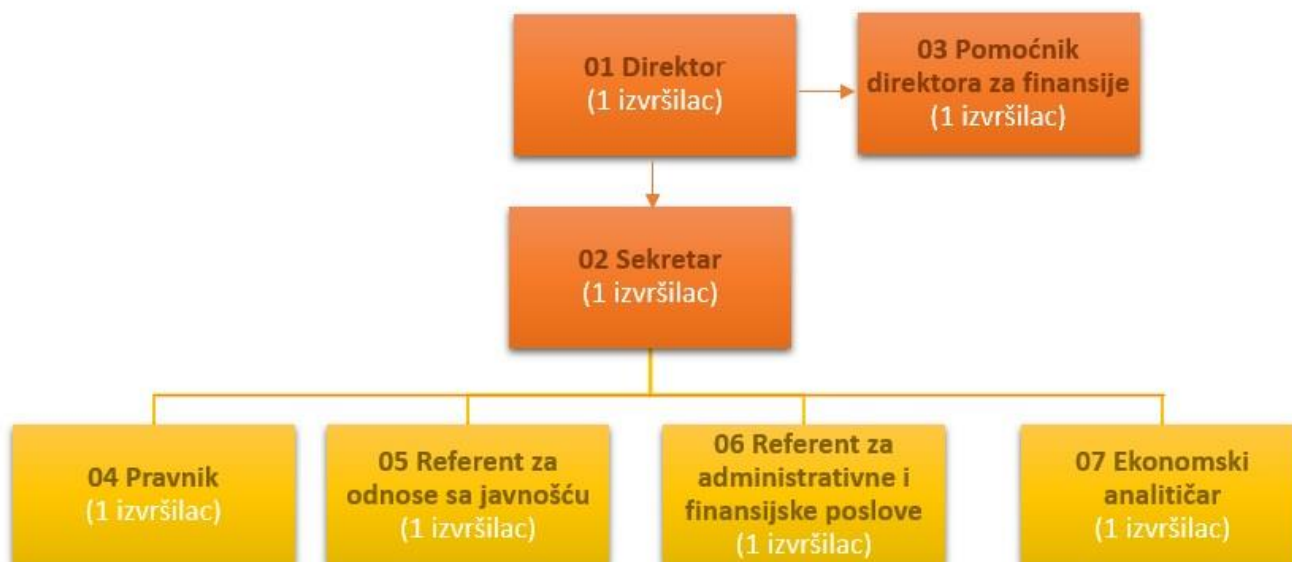 01 Direktor
(1 izvršilac)
03 Pomoćnik
direktora za finansije
(1 izvršilac)
02 Sekretar
(1 izvršilac)
04 Pravnik
(1 izvršilac)
05 Referent za
odnose sa javnošću
(1 izvršilac)
06 Referent za
administrativne i
finansijske poslove
(1 izvršilac)
07 Ekonomski
analitičar
(1 izvršilac)